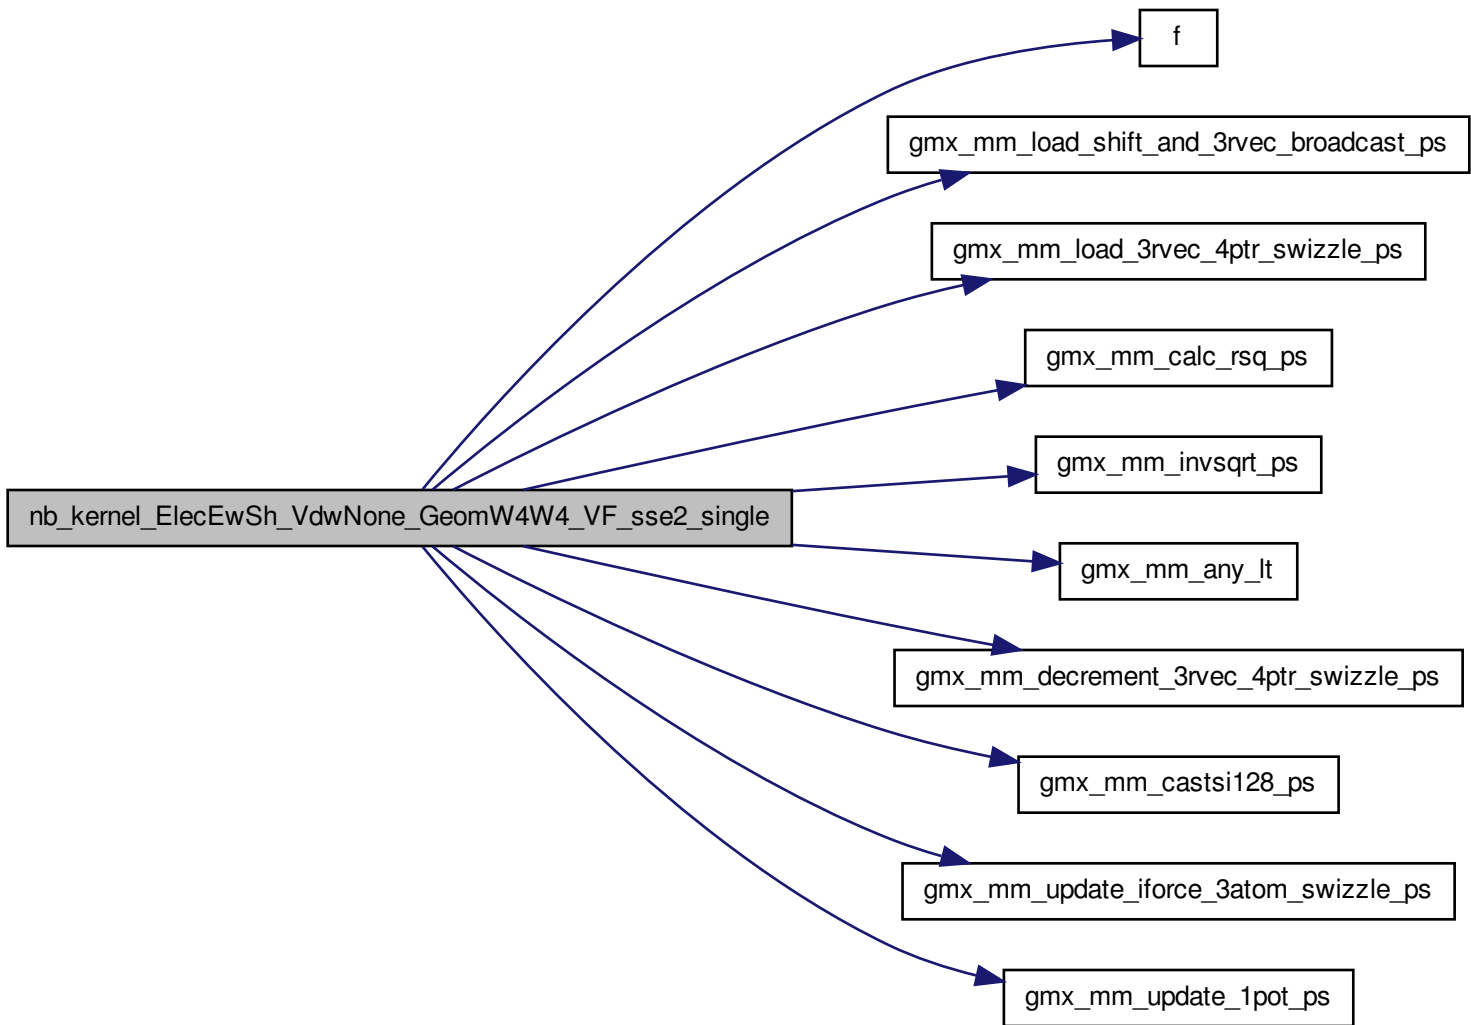 f
gmx_mm_load_shift_and_3rvec_broadcast_ps
gmx_mm_load_3rvec_4ptr_swizzle_ps
gmx_mm_calc_rsq_ps
gmx_mm_invsqrt_ps
nb_kernel_ElecEwSh_VdwNone_GeomW4W4_VF_sse2_single
gmx_mm_any_lt
gmx_mm_decrement_3rvec_4ptr_swizzle_ps
gmx_mm_castsi128_ps
gmx_mm_update_iforce_3atom_swizzle_ps
gmx_mm_update_1pot_ps